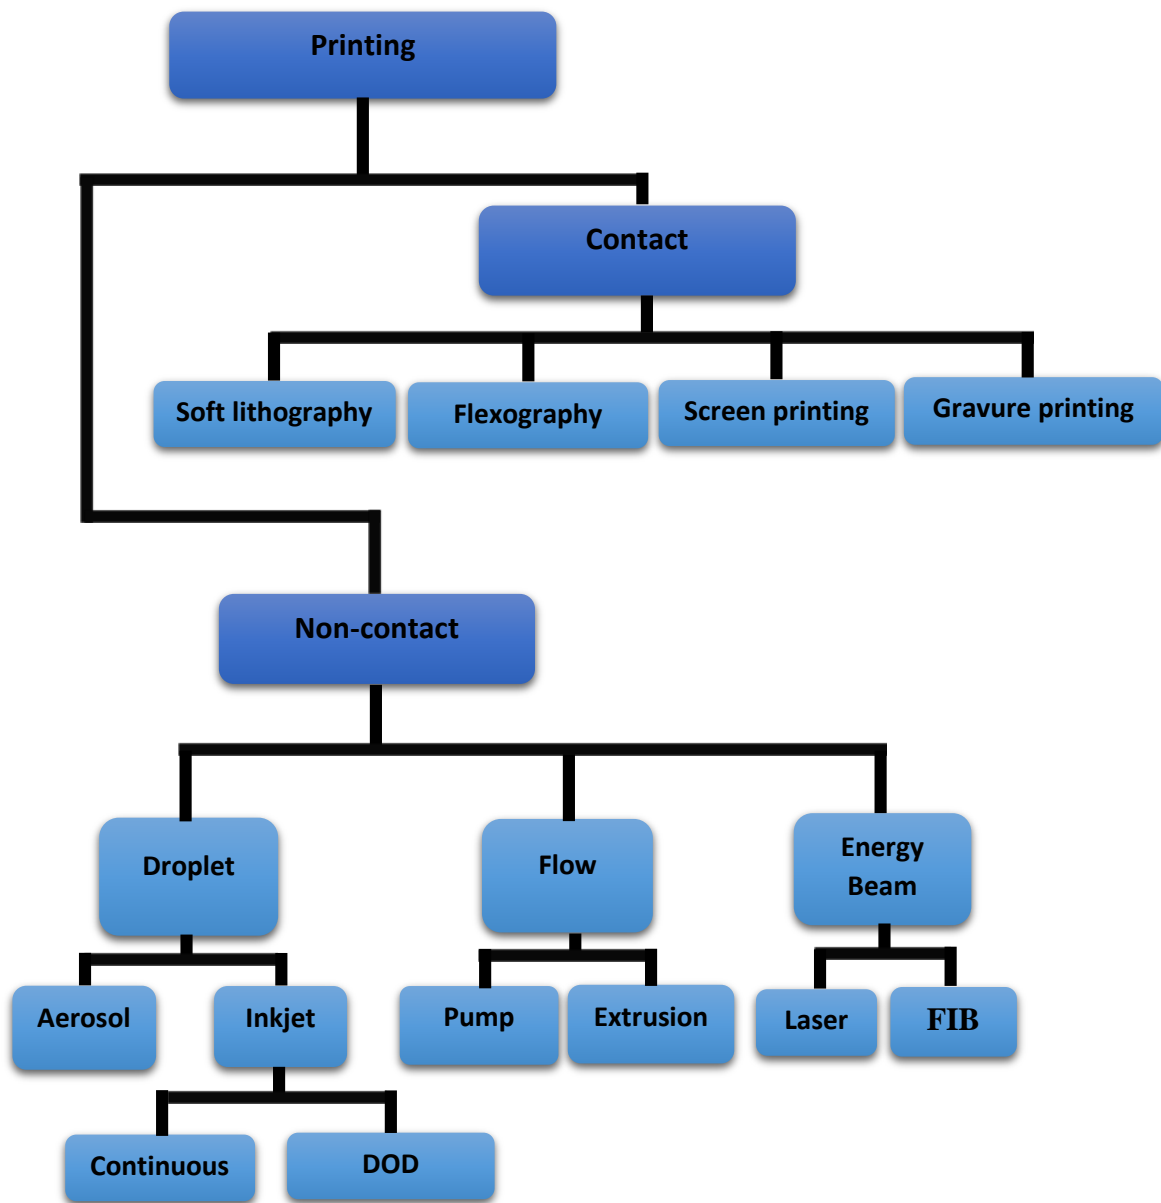 Printing
Contact
Soft lithography
Flexography
Screen printing
Gravure printing
Non-contact
Droplet
Flow
Energy
Beam
Aerosol
Inkjet
Pump
Extrusion
Laser
FIB
Continuous
DOD